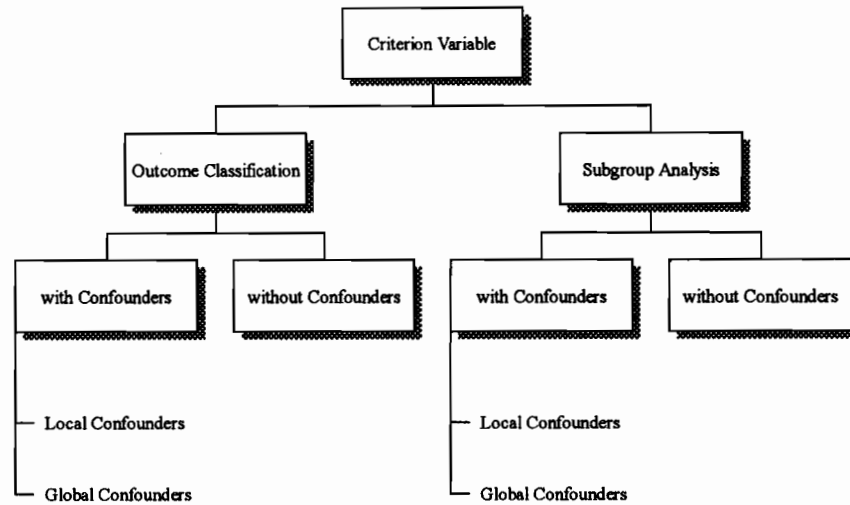 Criterion Variable
Outcome Classification
Subgroup Analysis
with Confounders
without Confounders
with Confounders
without Confounders
Local Confounders
Local Confounders
Global Confounders
Global Confounders